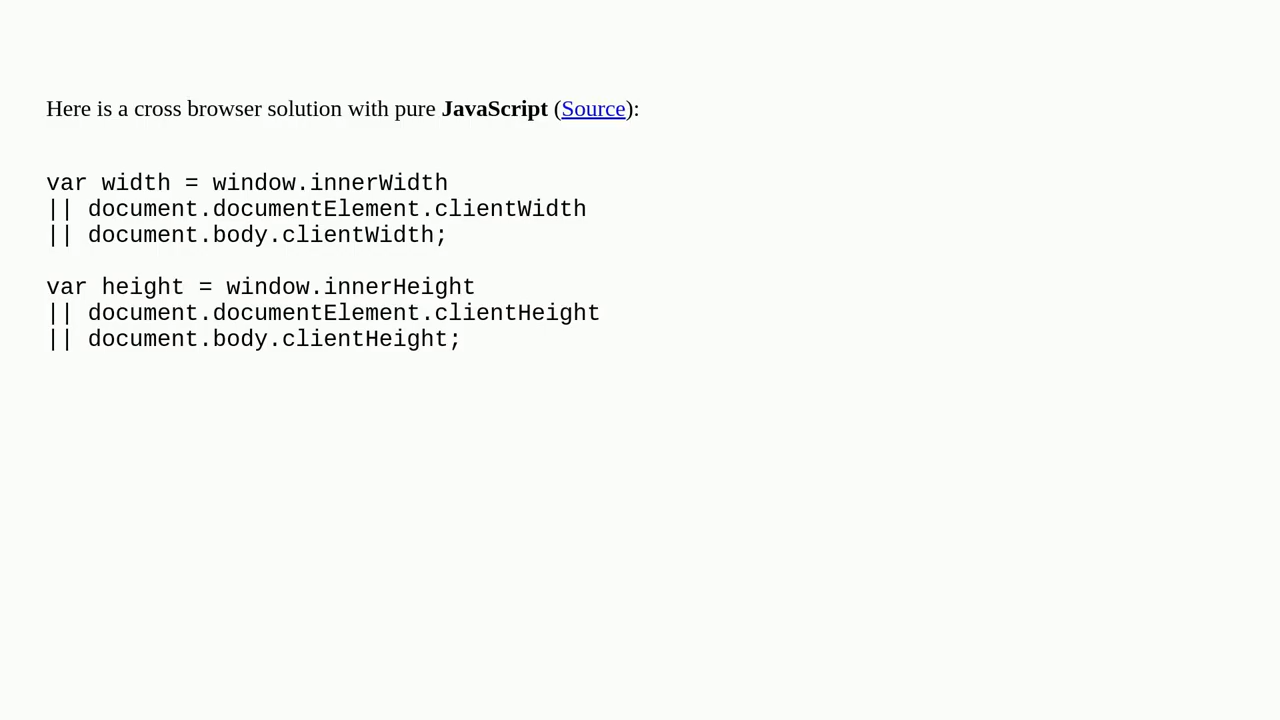 Here is a cross browser solution with pure JavaScript (Source):
var width = window.innerWidth
|| document.documentElement.clientWidth
|| document.body.clientWidth;
var height = window.innerHeight
|| document.documentElement.clientHeight
|| document.body.clientHeight;